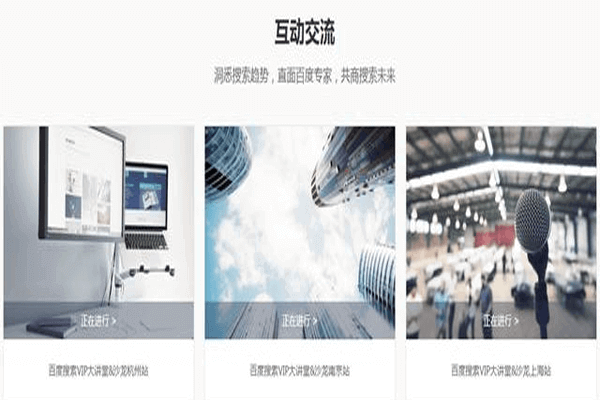 互动交流
洞悉搜索趋势，直面百度专家，共商搜索未来
正在进行 >
正在进行 >
正在进行 >
百度搜索VIP大讲堂&沙龙杭州站
百度搜索VIP大讲堂&沙龙南京站
百度搜索VIP大讲堂&沙龙上海站